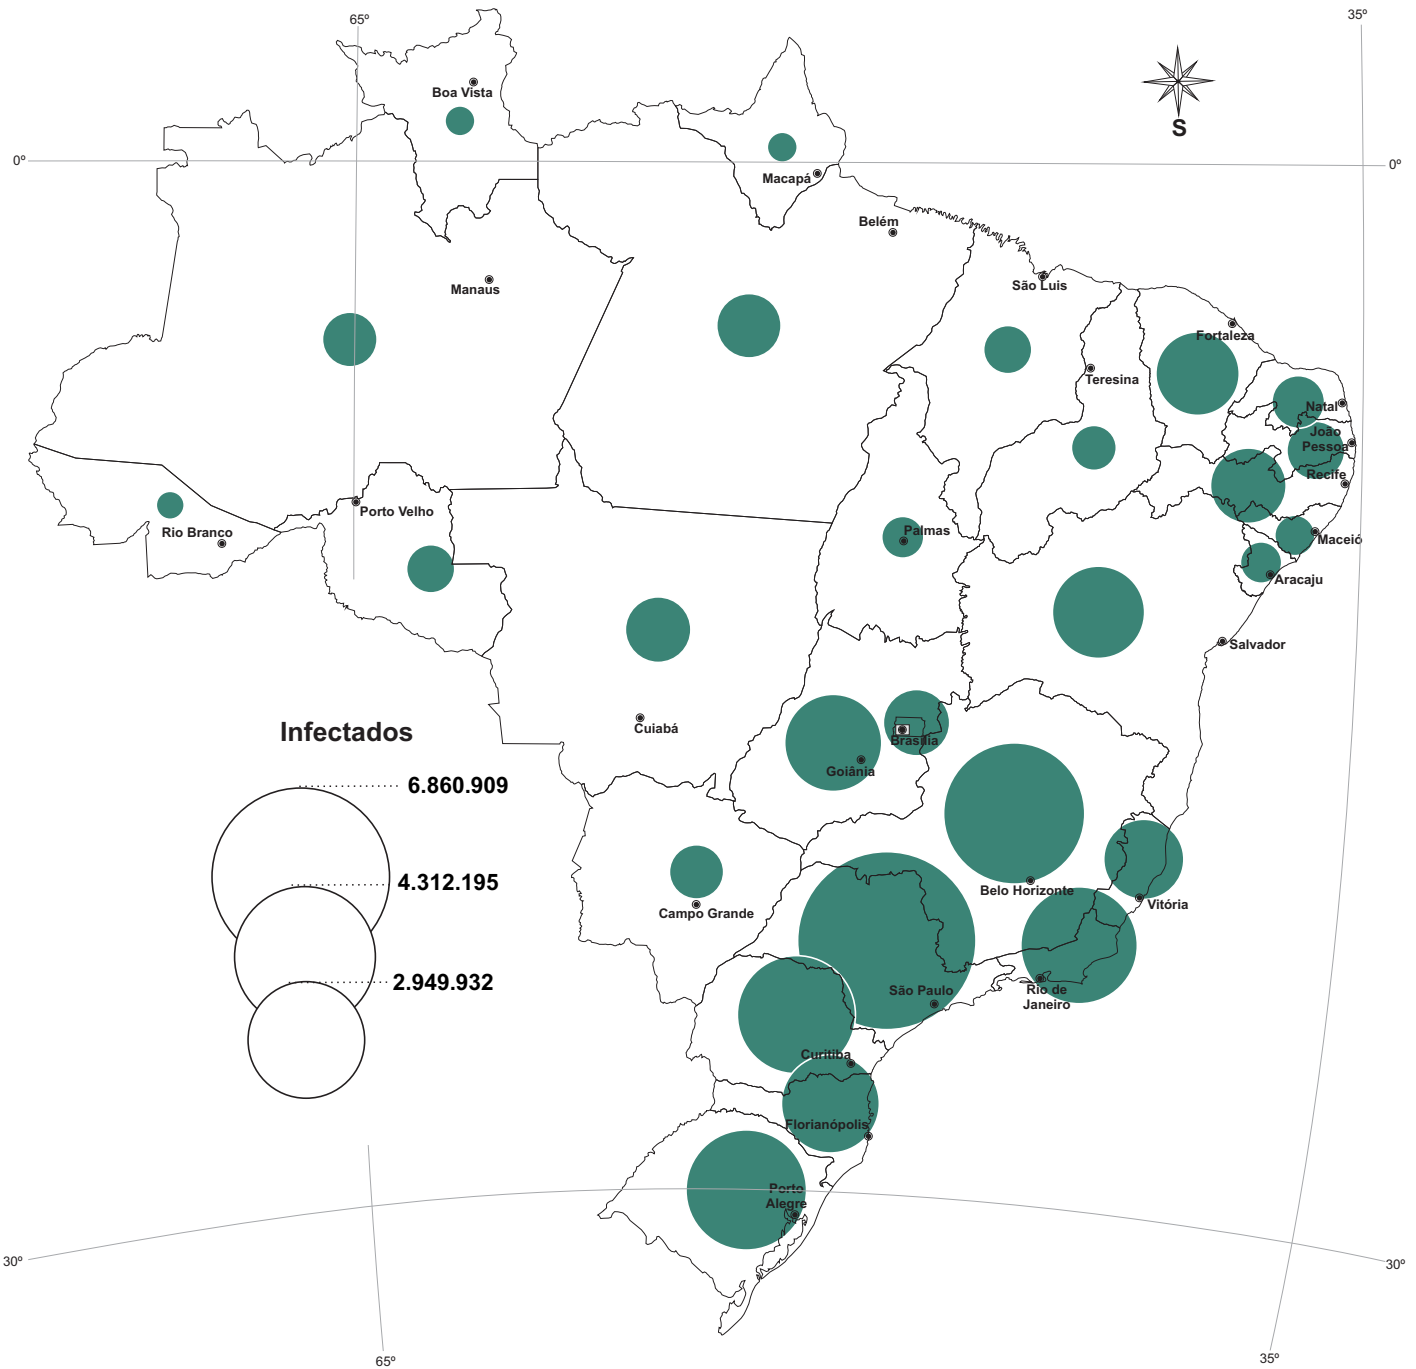 65º
35º
Boa Vista
S
0º
0º
Macapá
Belém
São Luis
Manaus
Fortaleza
Teresina
Natal
João
Pessoa
Recife
Porto Velho
Rio Branco
Palmas
Maceió
Aracaju
Salvador
Cuiabá
Infectados
Brasília
Goiânia
6.860.909
4.312.195
Belo Horizonte
Vitória
Campo Grande
2.949.932
São Paulo
Rio de
Janeiro
Curitiba
Florianópolis
Porto
Alegre
30º
30º
65º
35º